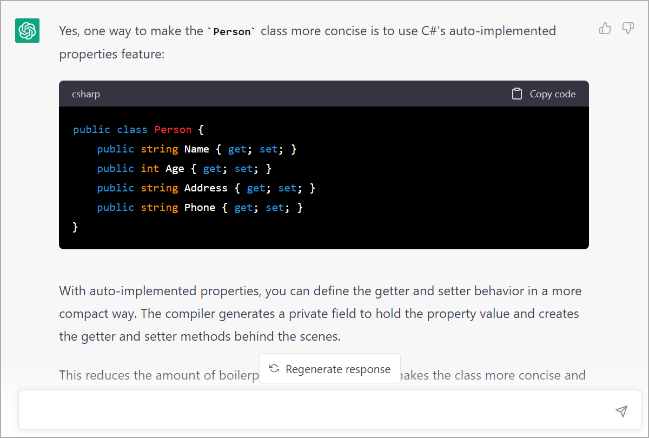 Yes, one way to make the `Person` class more concise is to use C#'s auto-implemented
properties feature:
csharp
Copy code
public class Person {
    public string Name { get; set; }
    public int Age { get; set; }
    public string Address { get; set; }
    public string Phone { get; set; }
}
With auto-implemented properties, you can define the getter and setter behavior in a more
compact way. The compiler generates a private field to hold the property value and creates
the getter and setter methods behind the scenes.
Regenerate response
This reduces the amount of makes the class more concise and